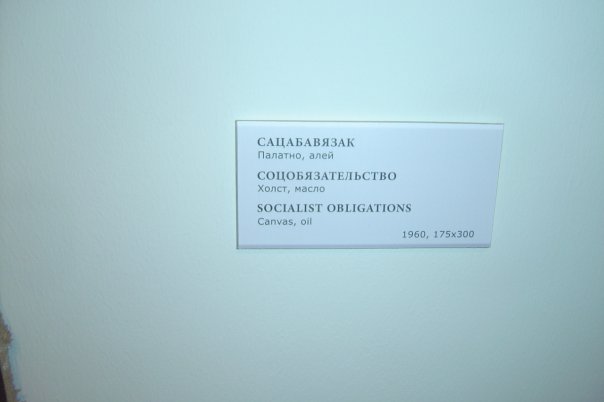 САЦАБАВЯЗАК
Палатно, алей
СОЦОБЯЗАТЕЛЬСТВО
Холст, масло
SOCIALIST OBLIGATIONS
Canvas, oil
1960, 175x300